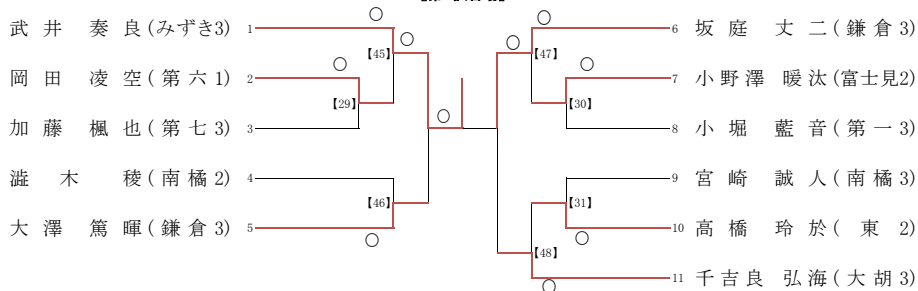 武井 奏良(みずき3) 1
岡田 凌空(第六1) 2
加藤 楓也(第七3) 3
澁木 稜(南橘2) 4
大澤 篤暉(鎌倉3) 5
【45】
【29】
【46】
【47】
【30】
【31】
【48】
6 坂庭 丈二(鎌倉3)
7 小野澤 暖汰(富士見2)
8 小堀 藍音(第一3)
9 宮崎 誠人(南橘3)
10 高橋 玲於(東2)
11 千吉良 弘海(大胡3)